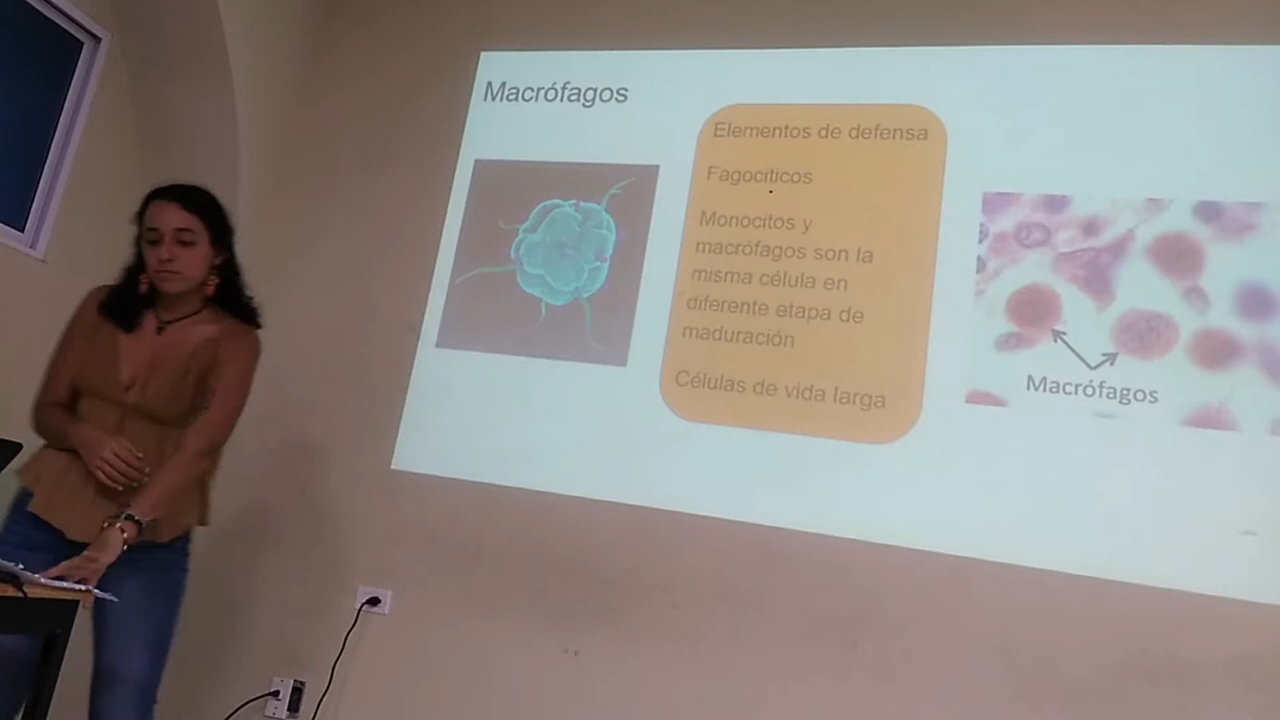 Macrófagos
Elementos de defensa
Fagocíticos
Monocitos y
macrófagos son la
misma célula en
diferente etapa de
maduración
Células de vida larga
Macrófagos